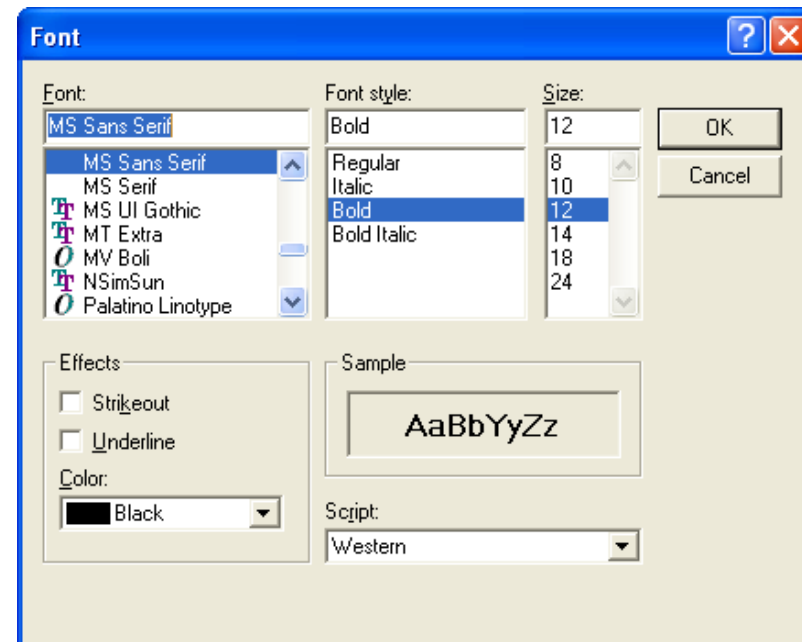 Font
Font:
MS Sans Serif
MS Sans Serif
MS Serif
MS UI Gothic
MT Extra
MV Boli
NSimSun
Palatino Linotype
Font style:
Bold
Regular
Italic
Bold
Bold Italic
Size:
12
8
10
12
14
18
24
OK
Cancel
Effects
Strikeout
Underline
Color:
Black
Sample
AaBbYyZz
Script:
Western